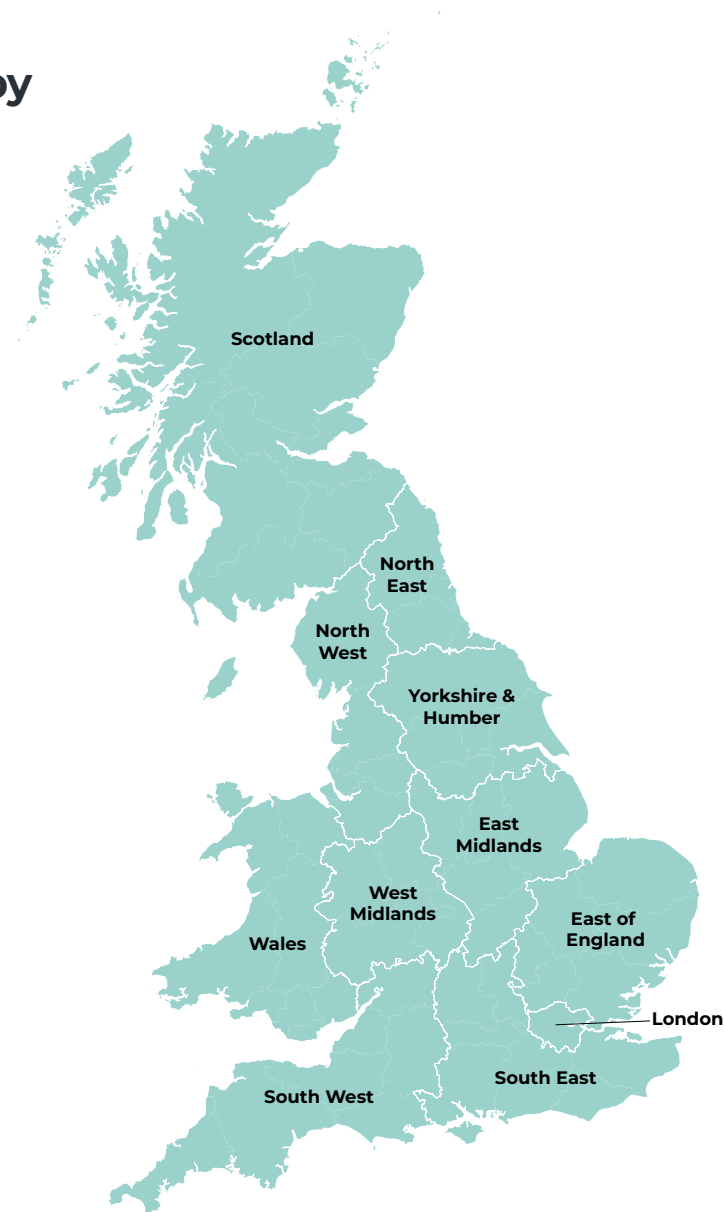 by
Scotland
North
East
North
West
Yorkshire &
Humber
East
Midlands
West
Midlands
East of
England
Wales
London
South East
South West